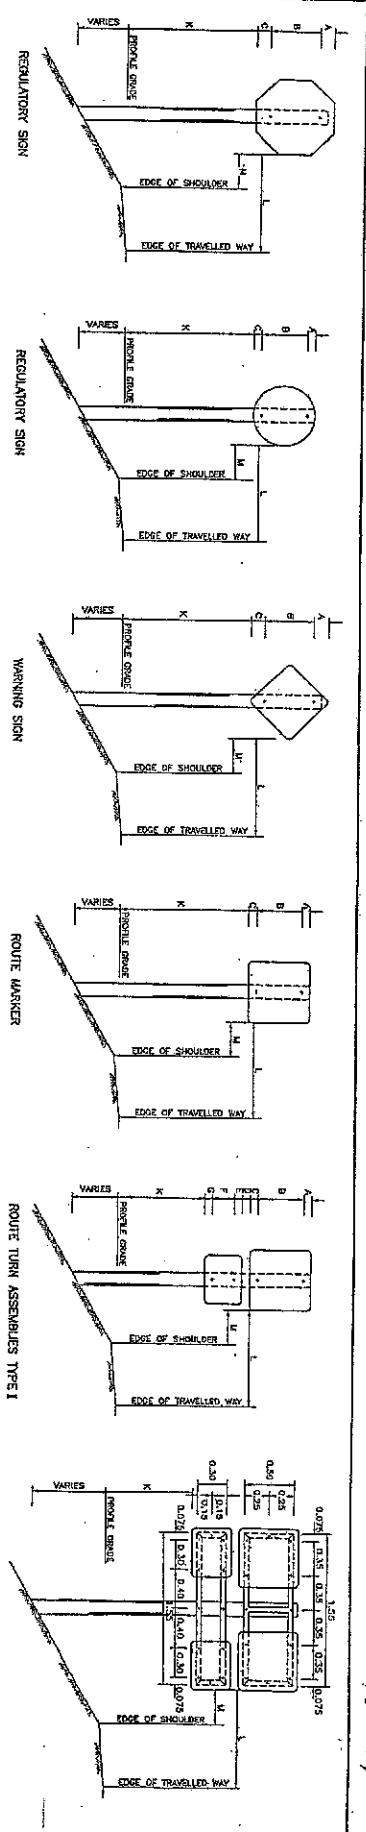 A
B
C
K
VARIES
PROFILE GRADE
N
L
EDGE OF SHOULDER
EDGE OF TRAVELLED WAY
REGULATORY SIGN
A
B
C
K
VARIES
PROFILE GRADE
M
L
EDGE OF SHOULDER
EDGE OF TRAVELLED WAY
REGULATORY SIGN
A
B
C
K
VARIES
PROFILE GRADE
M
L
EDGE OF SHOULDER
EDGE OF TRAVELLED WAY
WARNING SIGN
A
B
C
K
VARIES
PROFILE GRADE
M
L
EDGE OF SHOULDER
EDGE OF TRAVELLED WAY
ROUTE MARKER
A
B
E
F
G
K
VARIES
PROFILE GRADE
M
L
EDGE OF SHOULDER
EDGE OF TRAVELLED WAY
ROUTE TURN ASSEMBLIES TYPE I
1.55
0.075 0.35 0.35 0.35 0.35 0.075
0.50
0.25 0.25
0.30
0.15 0.15
0.075 0.30 0.40 0.40 0.30 0.075
K
VARIES
PROFILE GRADE
M
L
EDGE OF SHOULDER
EDGE OF TRAVELLED WAY